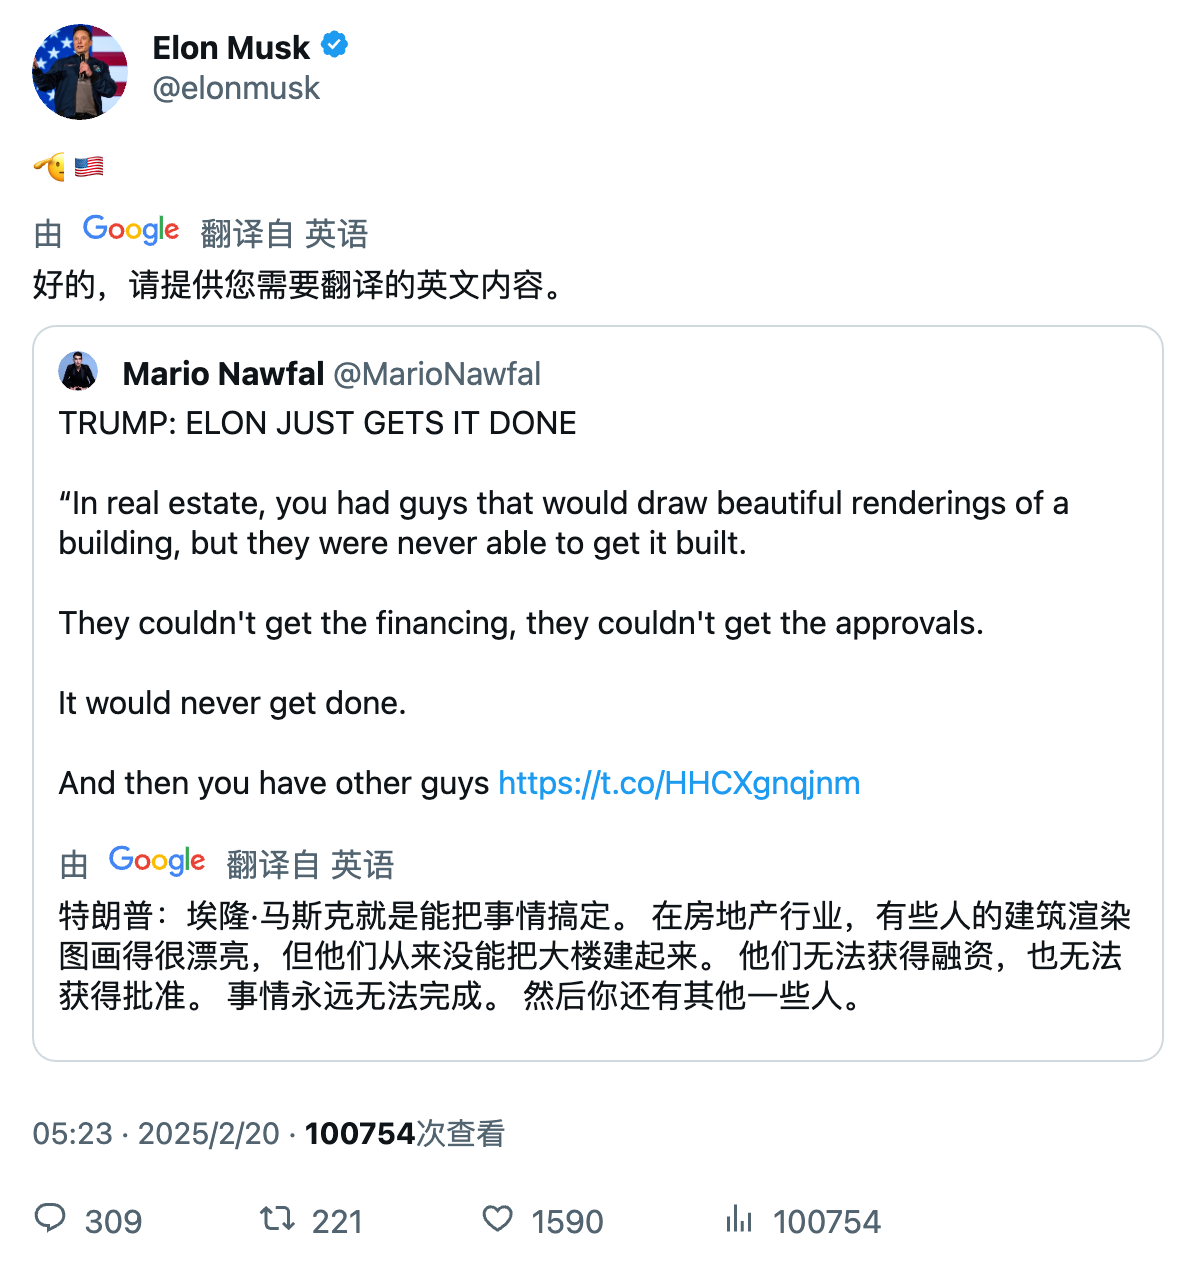 Elon Musk
@elonmusk
🫡 🇺🇸
由 Google 翻译自 英语
好的，请提供您需要翻译的英文内容。
Mario Nawfal @MarioNawfal
TRUMP: ELON JUST GETS IT DONE
“In real estate, you had guys that would draw beautiful renderings of a
building, but they were never able to get it built.
They couldn't get the financing, they couldn't get the approvals.
It would never get done.
And then you have other guys https://t.co/HHCXgnqjnm
由 Google 翻译自 英语
特朗普：埃隆·马斯克就是能把事情搞定。 在房地产行业，有些人的建筑渲染
图画得很漂亮，但他们从来没能把大楼建起来。 他们无法获得融资，也无法
获得批准。 事情永远无法完成。 然后你还有其他一些人。
05:23 · 2025/2/20 · 100754次查看
309 221 1590 100754